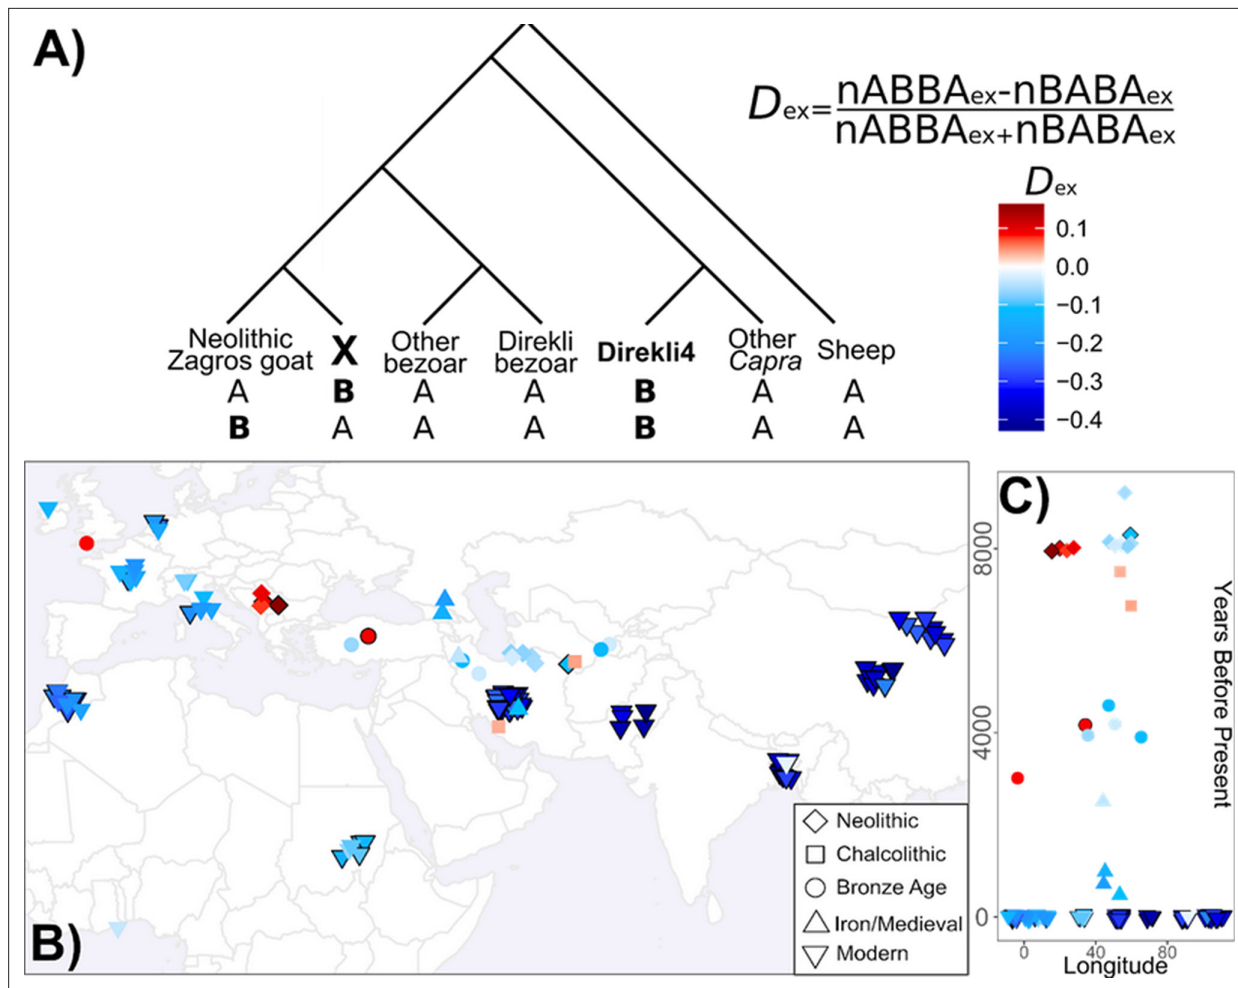 A)
Dex=
nABBAex-nBABAex
nABBAex+nBABAex
Dex
0.1
0.0
−0.1
−0.2
−0.3
−0.4
Neolithic
Zagros goat
X
Other
bezoar
Direkli
bezoar
Direkli4
Other
Capra
Sheep
A B A A B A A
B A A A B A A
B)
Neolithic
Chalcolithic
Bronze Age
Iron/Medieval
Modern
C)
8000
4000
0
Years Before Present
0 40 80
Longitude